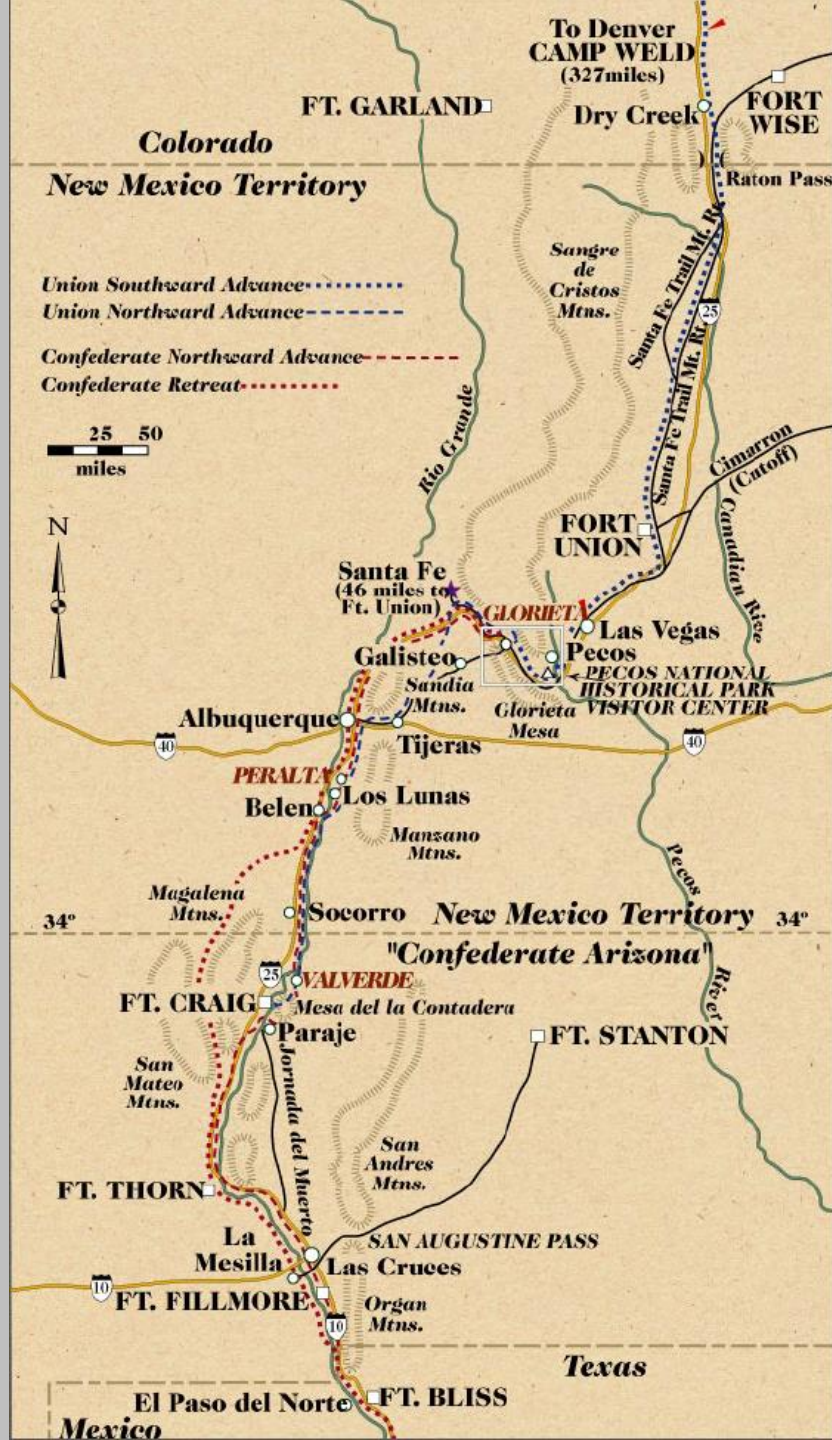 To Denver
CAMP WELD
(327miles)
FT. GARLAND
Dry Creek
FORT
WISE
Colorado
New Mexico Territory
Raton Pass
Union Southward Advance
Union Northward Advance
Confederate Northward Advance
Confederate Retreat
Sangre
de
Cristos
Mtns.
Santa Fe Trail Mt. Rt.
25
Santa Fe Trail Mt. Rt.
25 50
miles
Rio Grande
Cimarron
(Cutoff)
N
FORT
UNION
Canadian Rive
Santa Fe
(46 miles to
Ft. Union)
GLORIETA
Las Vegas
Galisteo
Pecos
PECOS NATIONAL
HISTORICAL PARK
VISITOR CENTER
Sandia
Mtns.
Glorieta
Mesa
Albuquerque
Tijeras
40
40
PERALTA
Los Lunas
Belen
Manzano
Mtns.
Pecos River
Magalena
Mtns.
Socorro
34° New Mexico Territory 34°
"Confederate Arizona"
25
VALVERDE
FT. CRAIG
Mesa del la Contadera
Paraje
FT. STANTON
San
Mateo
Mtns.
Jornada del Muerto
San
Andres
Mtns.
FT. THORN
La
Mesilla
SAN AUGUSTINE PASS
Las Cruces
10
FT. FILLMORE
Organ
Mtns.
10
Texas
El Paso del Norte
FT. BLISS
Mexico